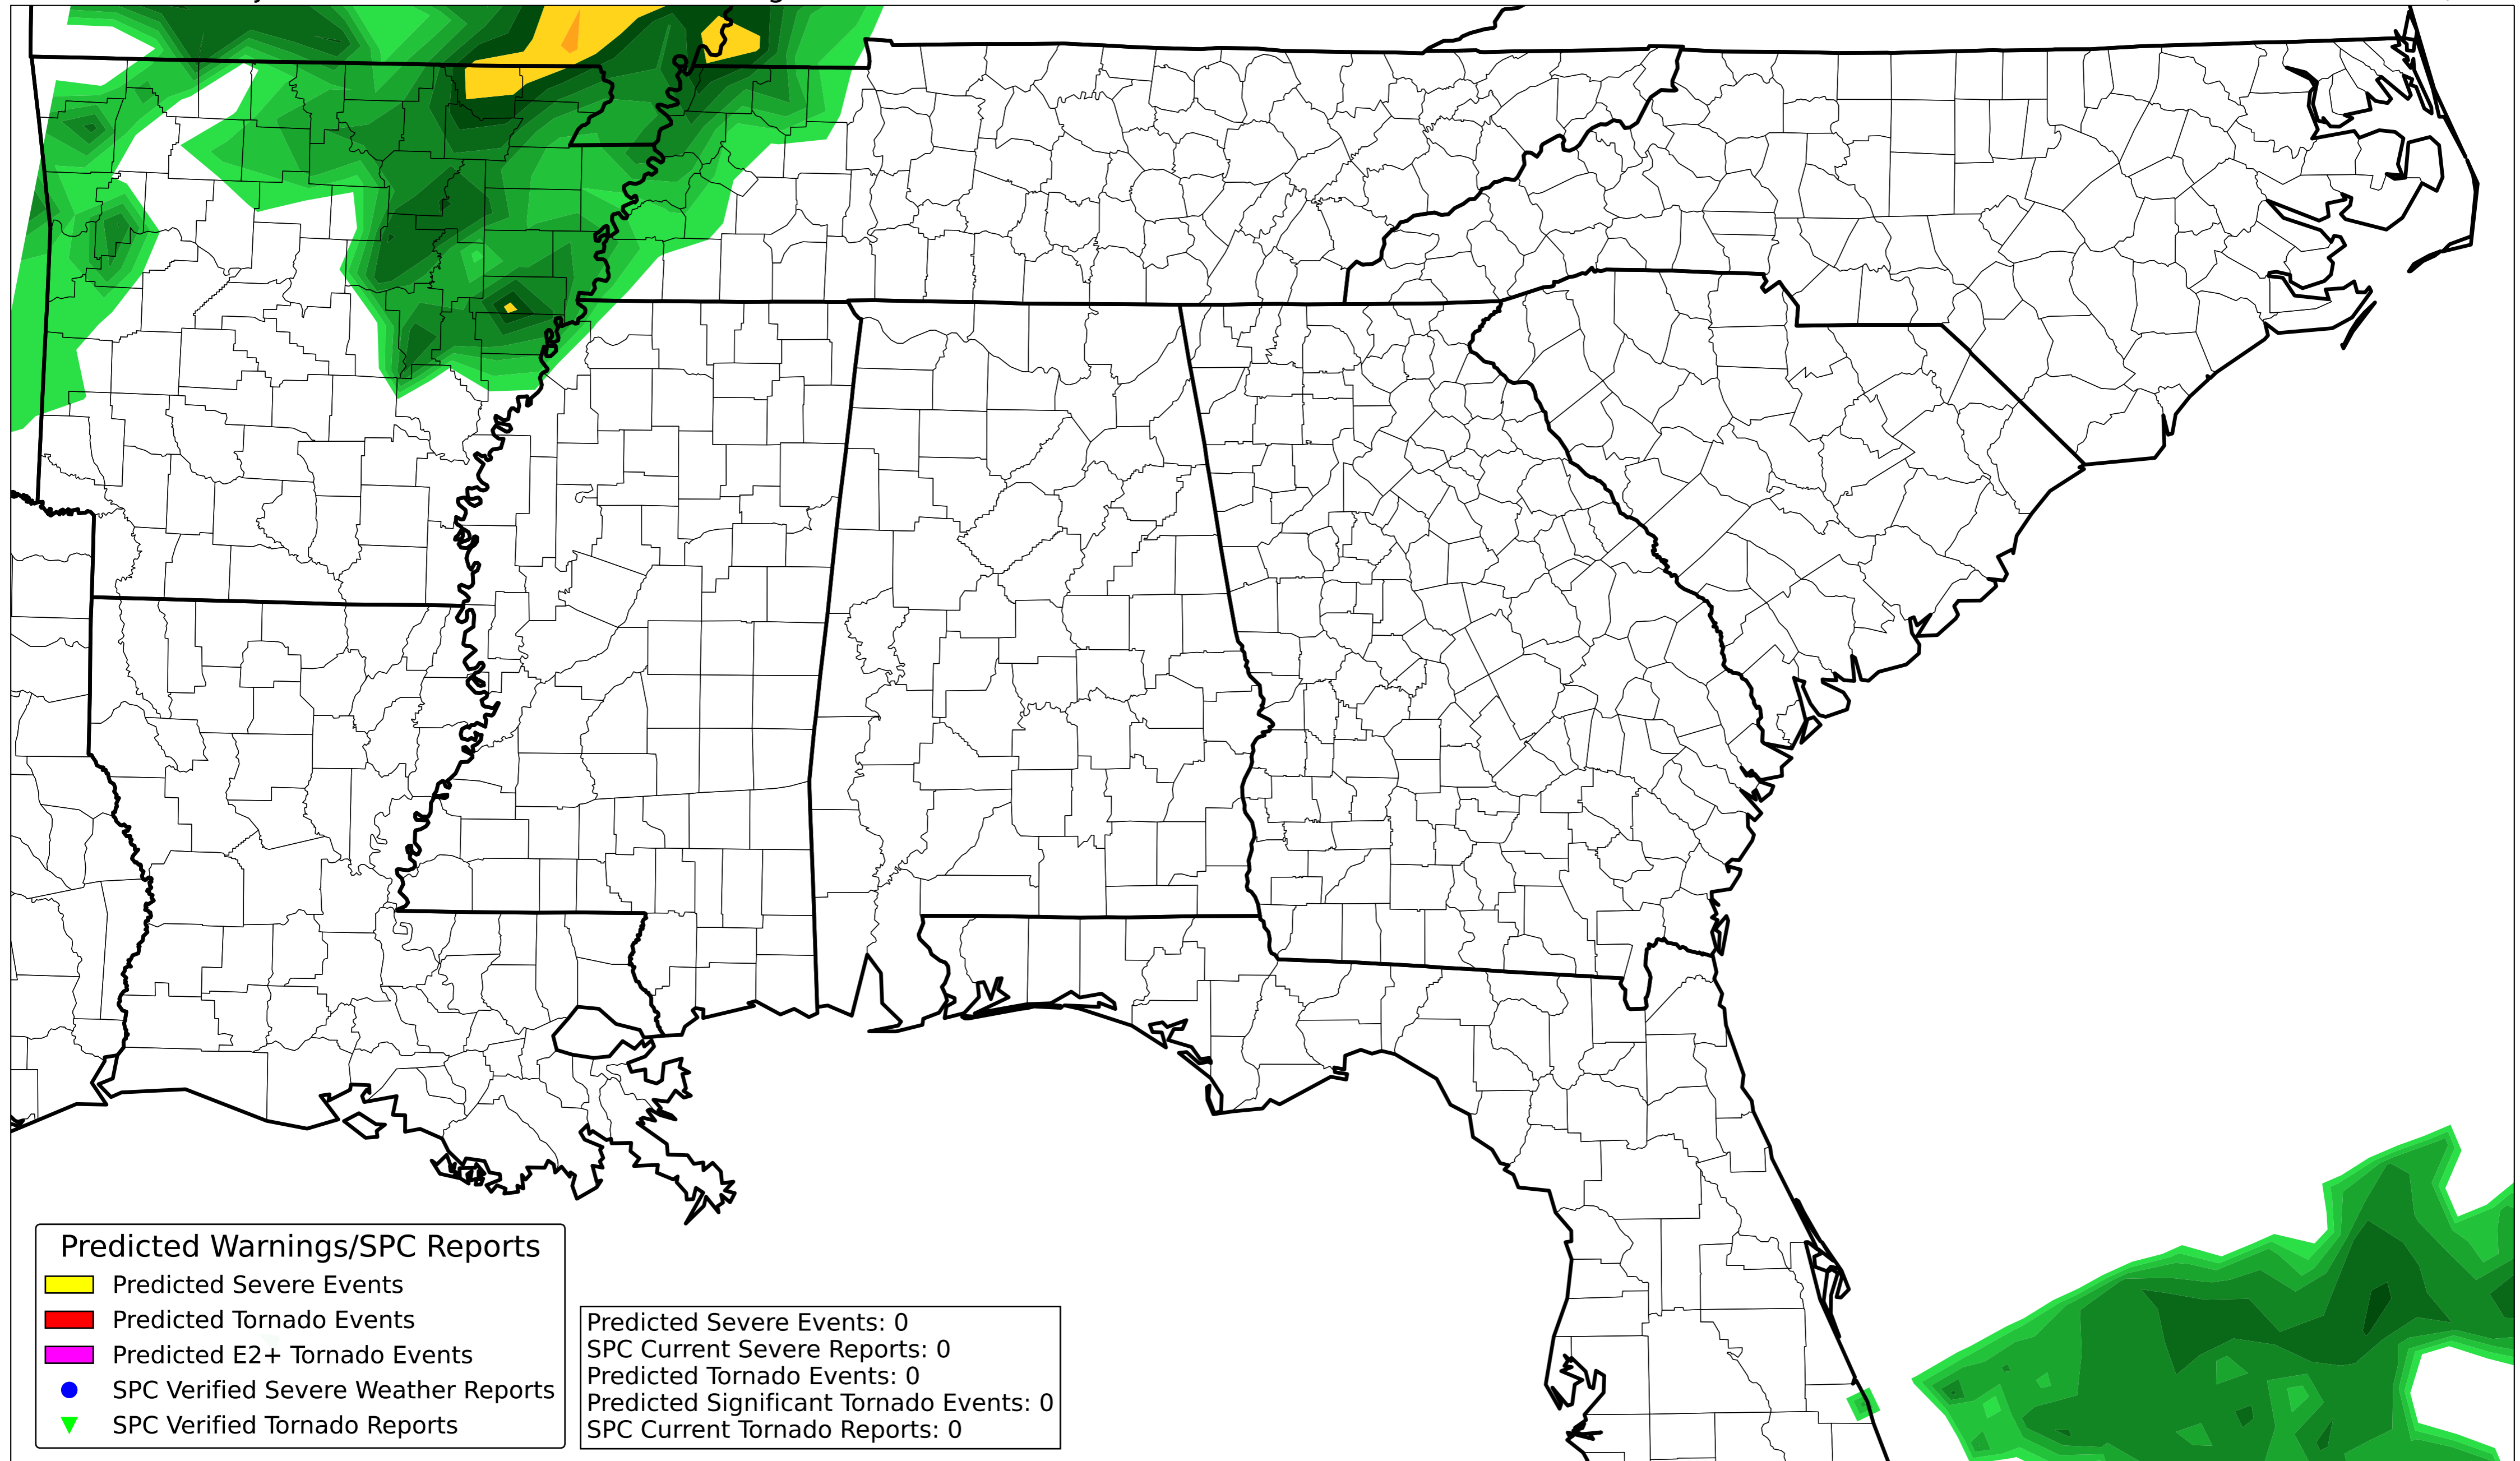 Predicted Warnings/SPC Reports
Predicted Severe Events
Predicted Tornado Events
Predicted E2+ Tornado Events
SPC Verified Severe Weather Reports
SPC Verified Tornado Reports
Predicted Severe Events: 0
SPC Current Severe Reports: 0
Predicted Tornado Events: 0
Predicted Significant Tornado Events: 0
SPC Current Tornado Reports: 0